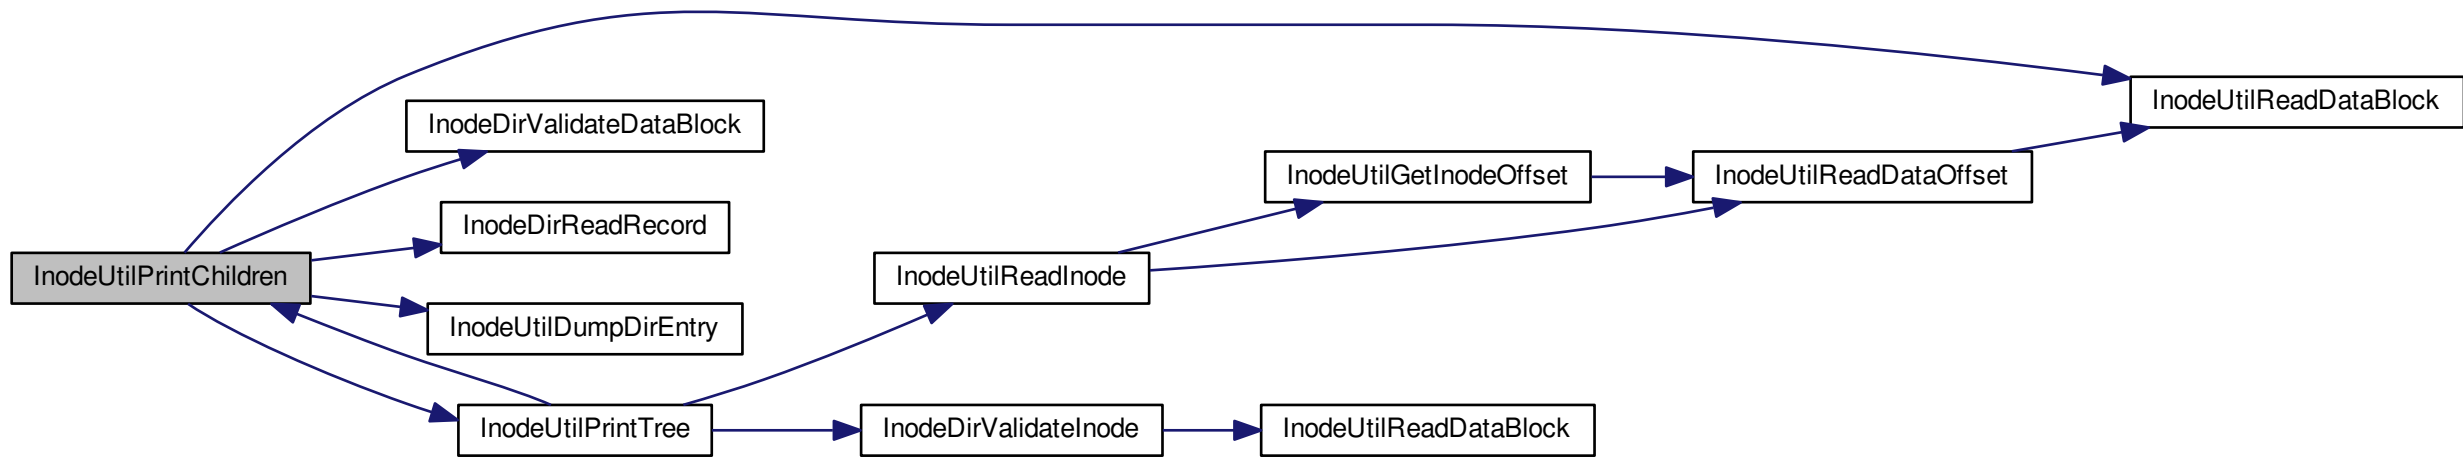 InodeUtilReadDataBlock
InodeDirValidateDataBlock
InodeUtilGetInodeOffset
InodeUtilReadDataOffset
InodeDirReadRecord
InodeUtilPrintChildren
InodeUtilReadInode
InodeUtilDumpDirEntry
InodeUtilPrintTree
InodeDirValidateInode
InodeUtilReadDataBlock